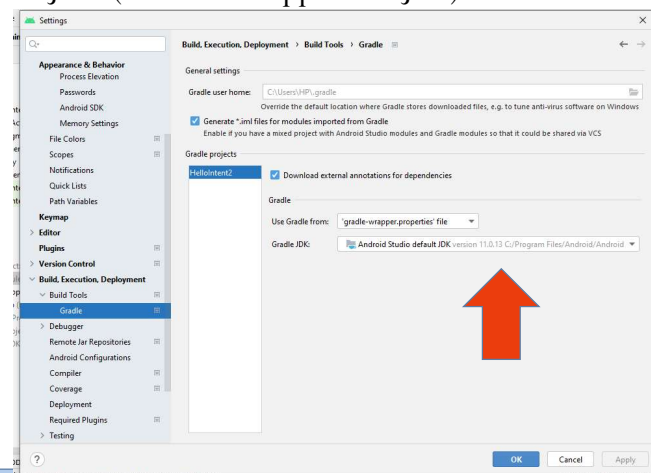 Settings
Build, Execution, Deployment > Build Tools > Gradle
Appearance & Behavior
Process Elevation
Passwords
Android SDK
Memory Settings
File Colors
Scopes
Notifications
Quick Lists
Path Variables
Keymap
> Editor
Plugins
> Version Control
Build, Execution, Deployment
Build Tools
Gradle
> Debugger
Remote Jar Repositories
Android Configurations
Compiler
Coverage
Deployment
Required Plugins
> Testing
General settings
Gradle user home: C:\Users\HP\.gradle
Override the default location where Gradle stores downloaded files, e.g. to tune anti-virus software on Windows
Generate *.iml files for modules imported from Gradle
Enable if you have a mixed project with Android Studio modules and Gradle modules so that it could be shared via VCS
Gradle projects
HelloIntent2
Download external annotations for dependencies
Gradle
Use Gradle from: 'gradle-wrapper.properties' file
Gradle JDK: Android Studio default JDK version 11.0.13 C:/Program Files/Android/Android
?
OK Cancel Apply